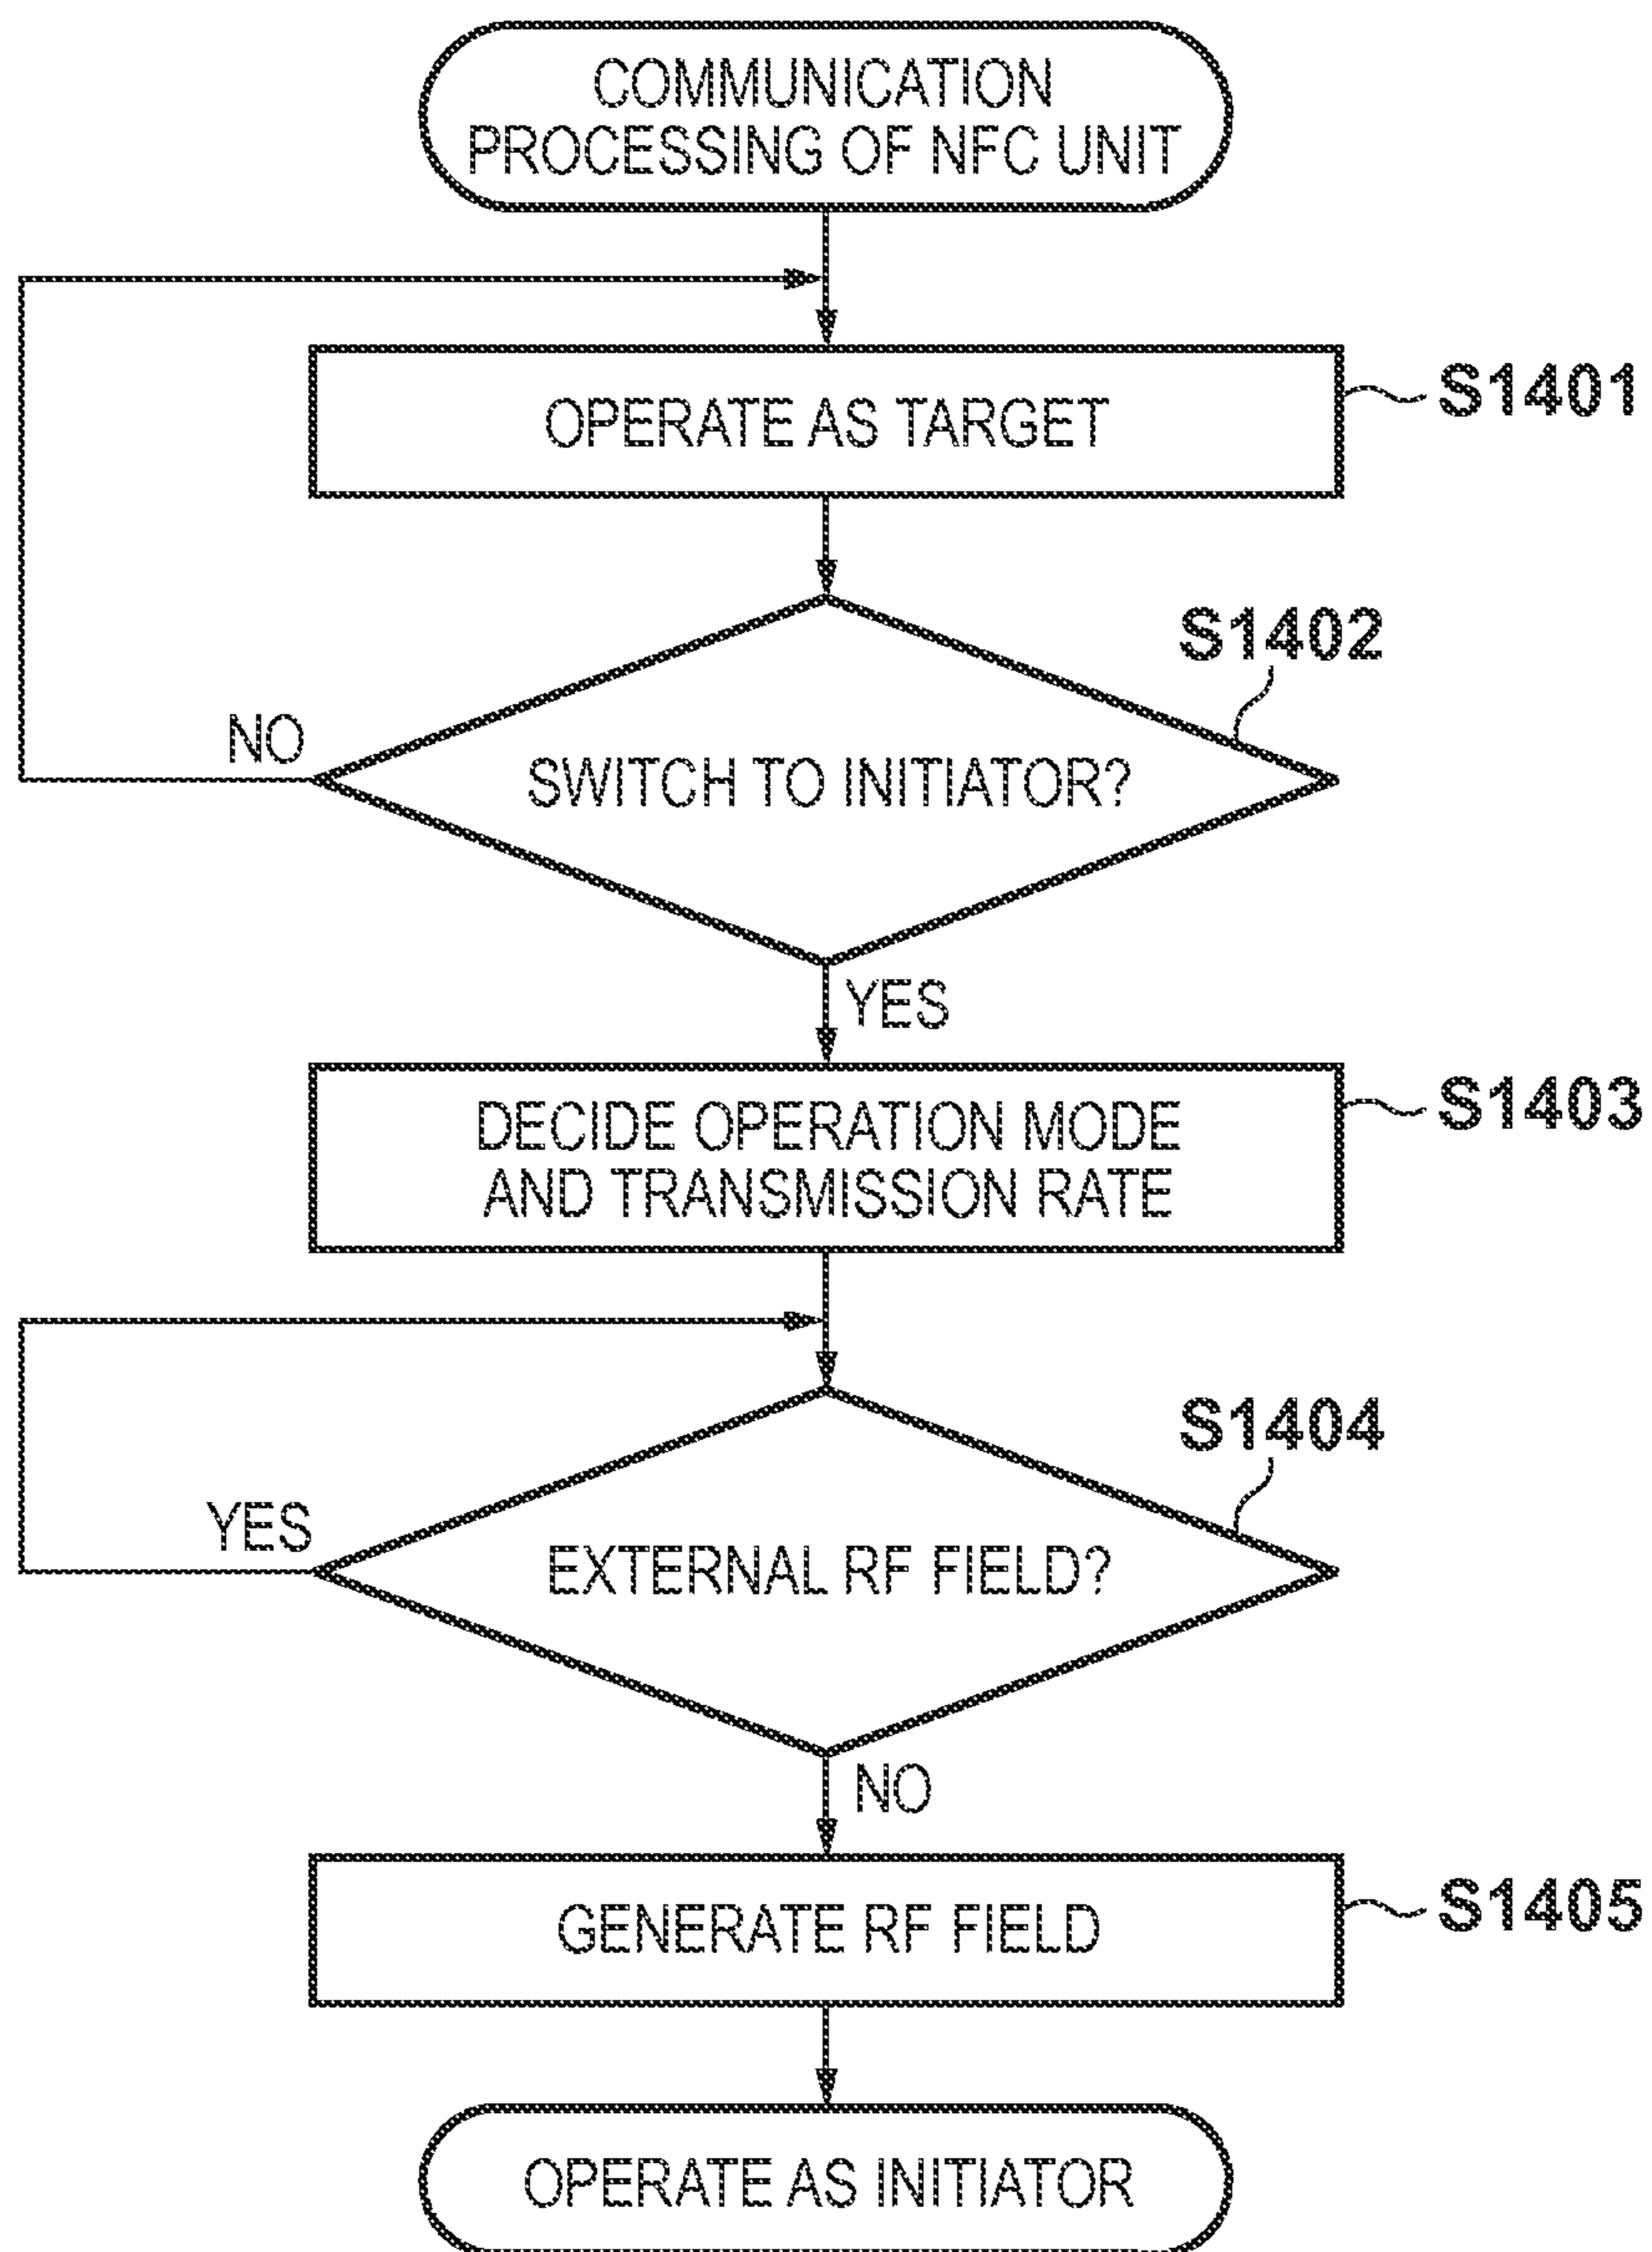 COMMUNICATION
PROCESSING OF NFC UNIT
OPERATE AS TARGET
S1401
S1402
SWITCH TO INITIATOR?
NO
YES
DECIDE OPERATION MODE
AND TRANSMISSION RATE
S1403
S1404
EXTERNAL RF FIELD?
YES
NO
GENERATE RF FIELD
S1405
OPERATE AS INITIATOR